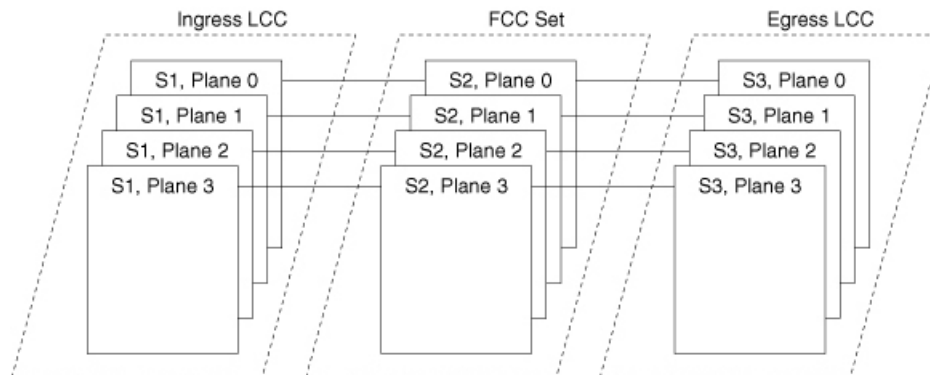 Ingress LCC FCC Set Egress LCC
S1, Plane 0 S2, Plane 0 S3, Plane 0
S1, Plane 1 S2, Plane 1 S3, Plane 1
S1, Plane 2 S2, Plane 2 S3, Plane 2
S1, Plane 3 S2, Plane 3 S3, Plane 3